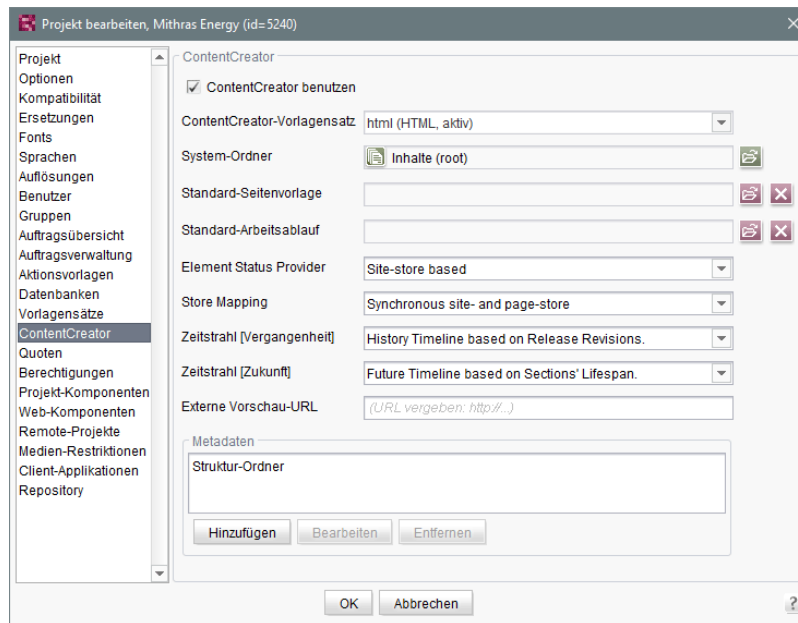 Projekt bearbeiten, Mithras Energy (id=5240)
Projekt
Optionen
Kompatibilität
Ersetzungen
Fonts
Sprachen
Auflösungen
Benutzer
Gruppen
Auftragsübersicht
Auftragsverwaltung
Aktionsvorlagen
Datenbanken
Vorlagensätze
ContentCreator
Quoten
Berechtigungen
Projekt-Komponenten
Web-Komponenten
Remote-Projekte
Medien-Restriktionen
Client-Applikationen
Repository
ContentCreator
ContentCreator benutzen
ContentCreator-Vorlagensatz html (HTML, aktiv)
System-Ordner Inhalte (root)
Standard-Seitenvorlage
Standard-Arbeitsablauf
Element Status Provider Site-store based
Store Mapping Synchronous site- and page-store
Zeitstrahl [Vergangenheit] History Timeline based on Release Revisions.
Zeitstrahl [Zukunft] Future Timeline based on Sections' Lifespan.
Externe Vorschau-URL (URL vergeben: http://...)
Metadaten
Struktur-Ordner
Hinzufügen Bearbeiten Entfernen
OK Abbrechen ?